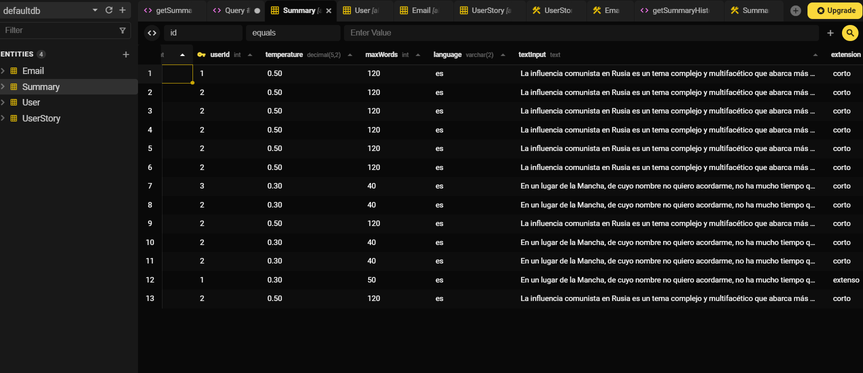 defaultdb
getSumma
Query F
Summary
User
Email
UserStory
UserSto
Ema
getSummaryHist
Summe
Upgrade
Filter
id
equals
Enter Value
ENTITIES 4
Email
Summary
User
UserStory
userId int
temperature decimal(3,2)
maxWords int
language varchar(2)
textInput text
extension
1 1 0.50 120 es La influencia comunista en Rusia es un tema complejo y multifacético que abarca más ... corto
2 2 0.50 120 es La influencia comunista en Rusia es un tema complejo y multifacético que abarca más ... corto
3 2 0.50 120 es La influencia comunista en Rusia es un tema complejo y multifacético que abarca más ... corto
4 2 0.50 120 es La influencia comunista en Rusia es un tema complejo y multifacético que abarca más ... corto
5 2 0.50 120 es La influencia comunista en Rusia es un tema complejo y multifacético que abarca más ... corto
6 2 0.50 120 es La influencia comunista en Rusia es un tema complejo y multifacético que abarca más ... corto
7 3 0.30 40 es En un lugar de la Mancha, de cuyo nombre no quiero acordarme, no ha mucho tiempo q... corto
8 2 0.30 40 es En un lugar de la Mancha, de cuyo nombre no quiero acordarme, no ha mucho tiempo q... corto
9 2 0.50 120 es La influencia comunista en Rusia es un tema complejo y multifacético que abarca más ... corto
10 2 0.30 40 es En un lugar de la Mancha, de cuyo nombre no quiero acordarme, no ha mucho tiempo q... corto
11 2 0.30 40 es En un lugar de la Mancha, de cuyo nombre no quiero acordarme, no ha mucho tiempo q... corto
12 1 0.30 50 es En un lugar de la Mancha, de cuyo nombre no quiero acordarme, no ha mucho tiempo q... extenso
13 2 0.50 120 es La influencia comunista en Rusia es un tema complejo y multifacético que abarca más ... corto